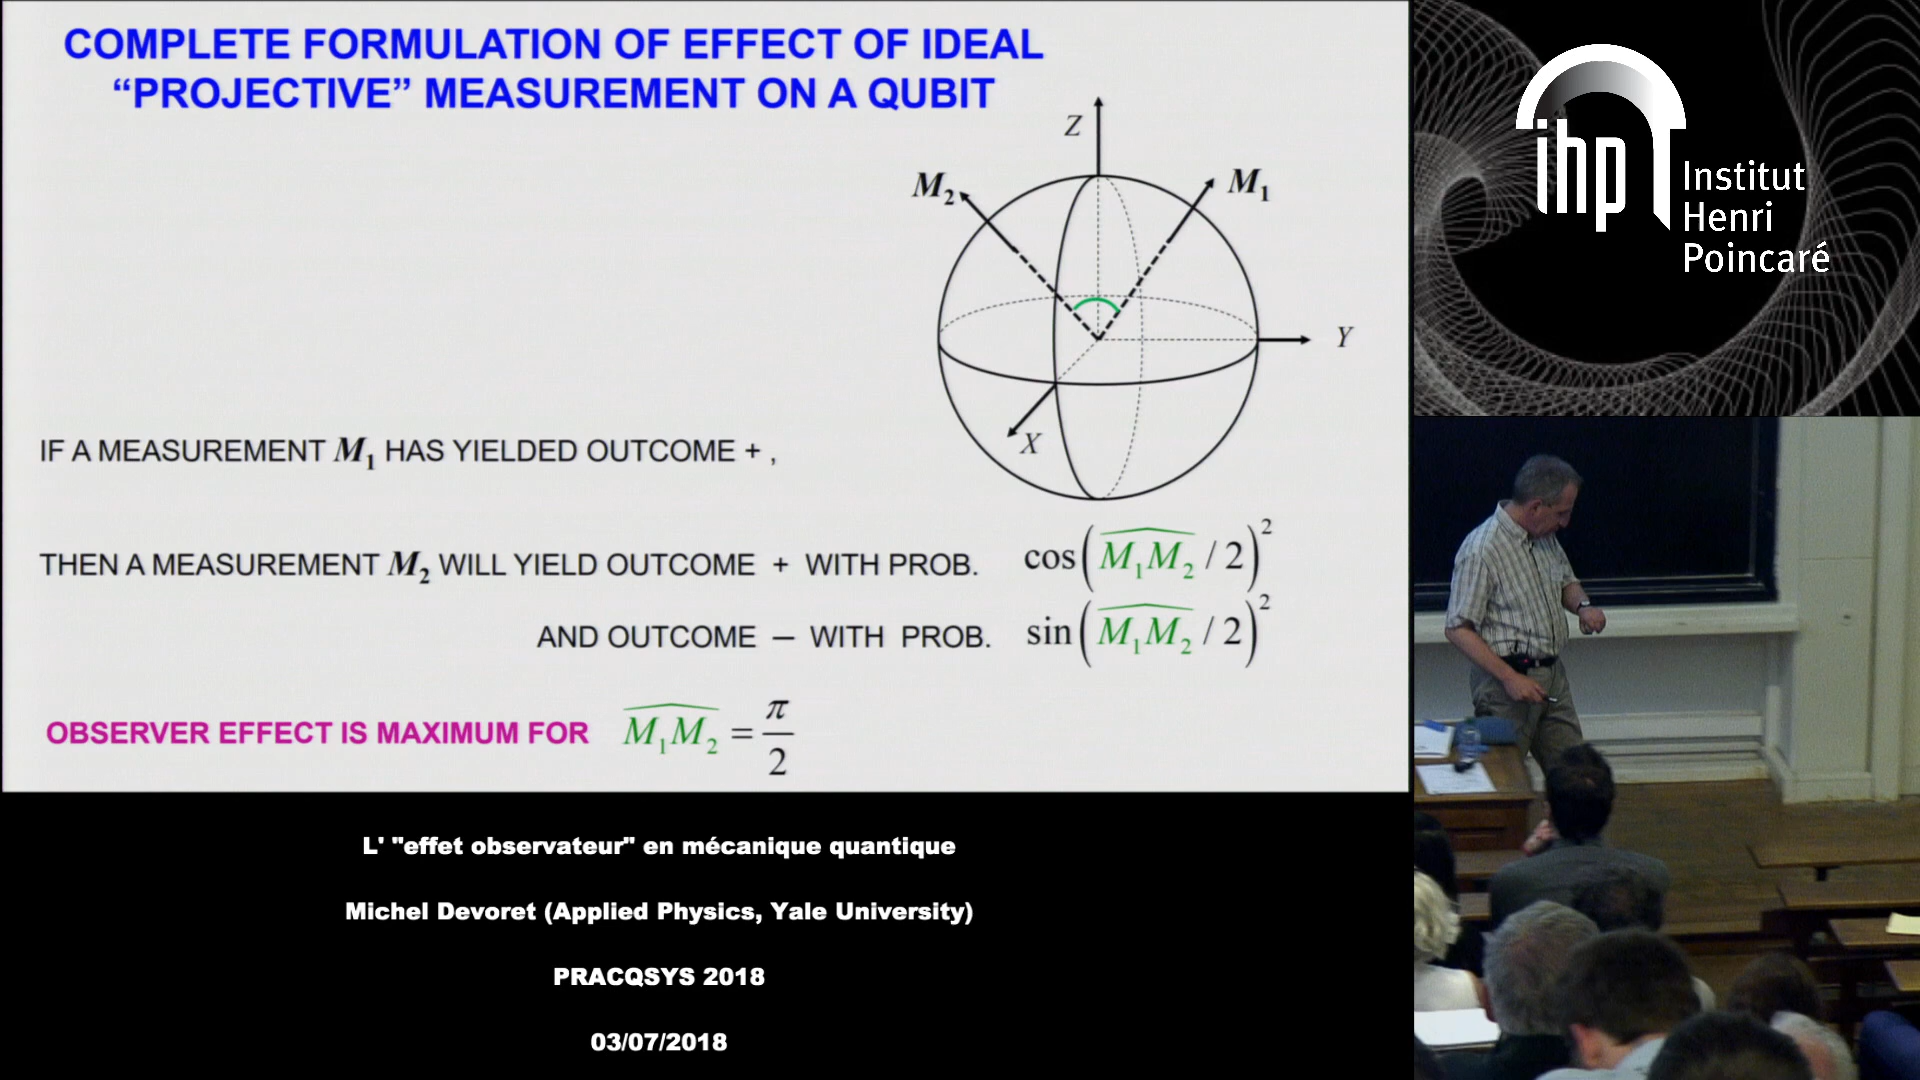 COMPLETE FORMULATION OF EFFECT OF IDEAL
“PROJECTIVE” MEASUREMENT ON A QUBIT
Z
M₂
M₁
Y
X
IF A MEASUREMENT M₁ HAS YIELDED OUTCOME + ,
THEN A MEASUREMENT M₂ WILL YIELD OUTCOME + WITH PROB. cos(M₁M₂ / 2)²
AND OUTCOME – WITH PROB. sin(M₁M₂ / 2)²
OBSERVER EFFECT IS MAXIMUM FOR M₁M₂ = π/2
ihp Institut
Henri
Poincaré
L' "effet observateur" en mécanique quantique
Michel Devoret (Applied Physics, Yale University)
PRACQSYS 2018
03/07/2018